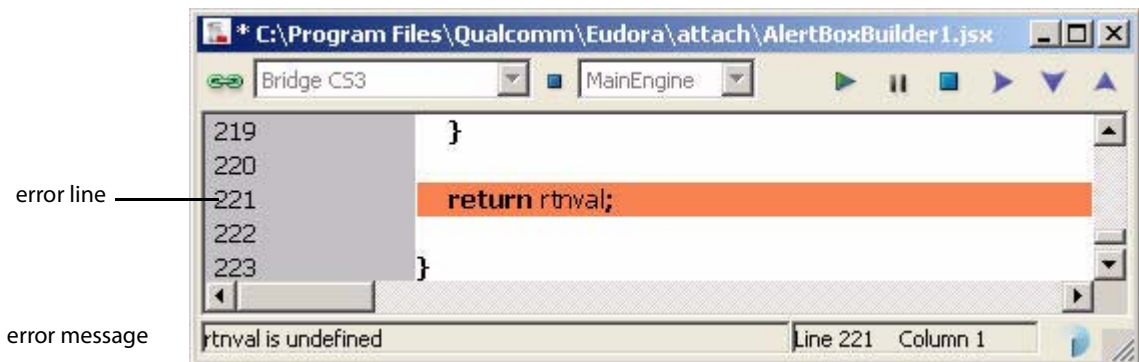 * C:\Program Files\Qualcomm\Eudora\attach\AlertBoxBuilder1.jsx
Bridge CS3 MainEngine
219 }
220
error line 221 return rtnval;
222
223 }
error message rtnval is undefined Line 221 Column 1